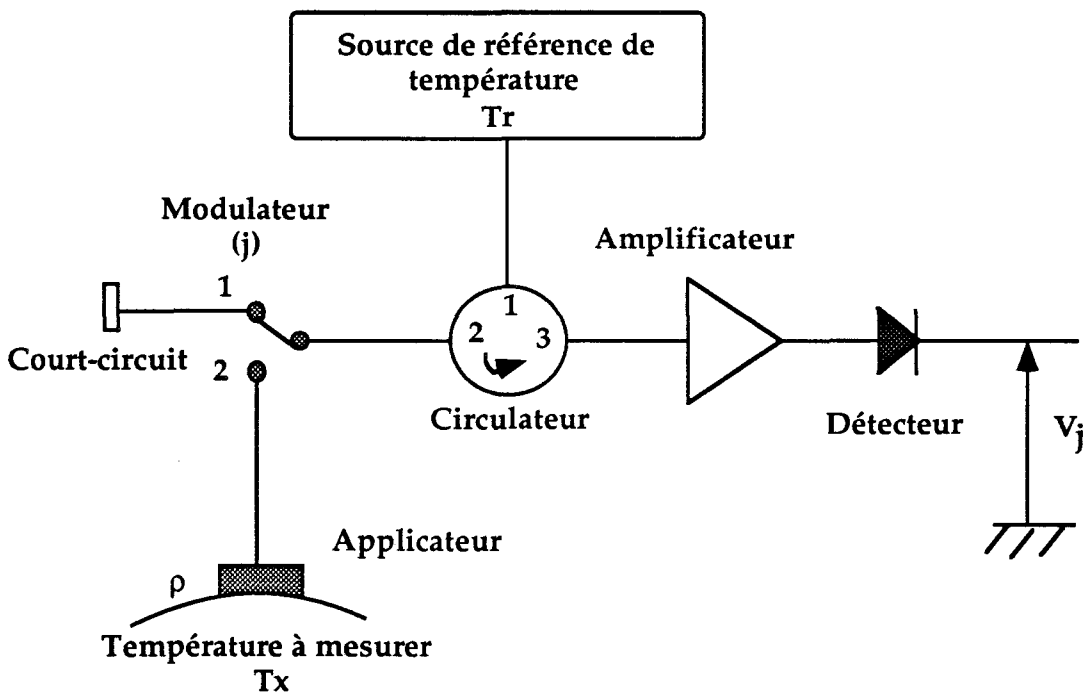 Source de référence de
température
Tr
Modulateur
(j)
Amplificateur
1
1
2
3
Court-circuit
2
Circulateur
Détecteur
Vj
Applicateur
ρ
Température à mesurer
Tx